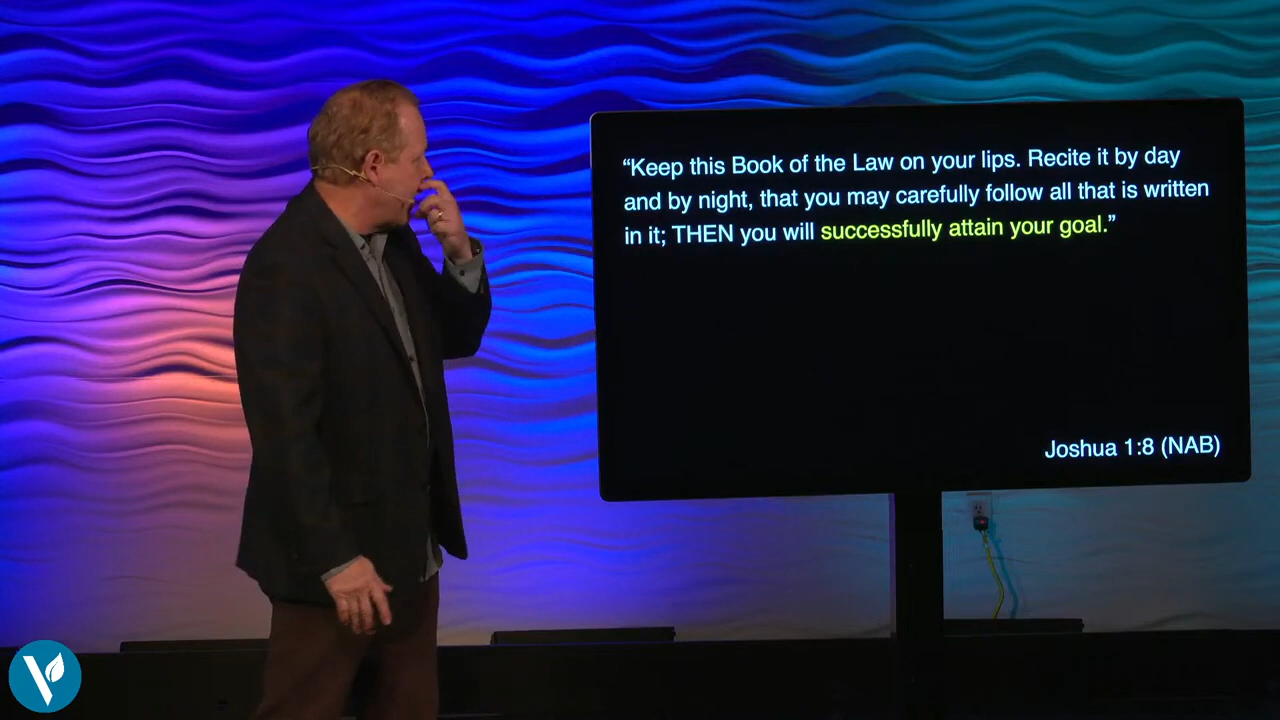 “Keep this Book of the Law on your lips. Recite it by day
and by night, that you may carefully follow all that is written
in it; THEN you will successfully attain your goal.”
Joshua 1:8 (NAB)